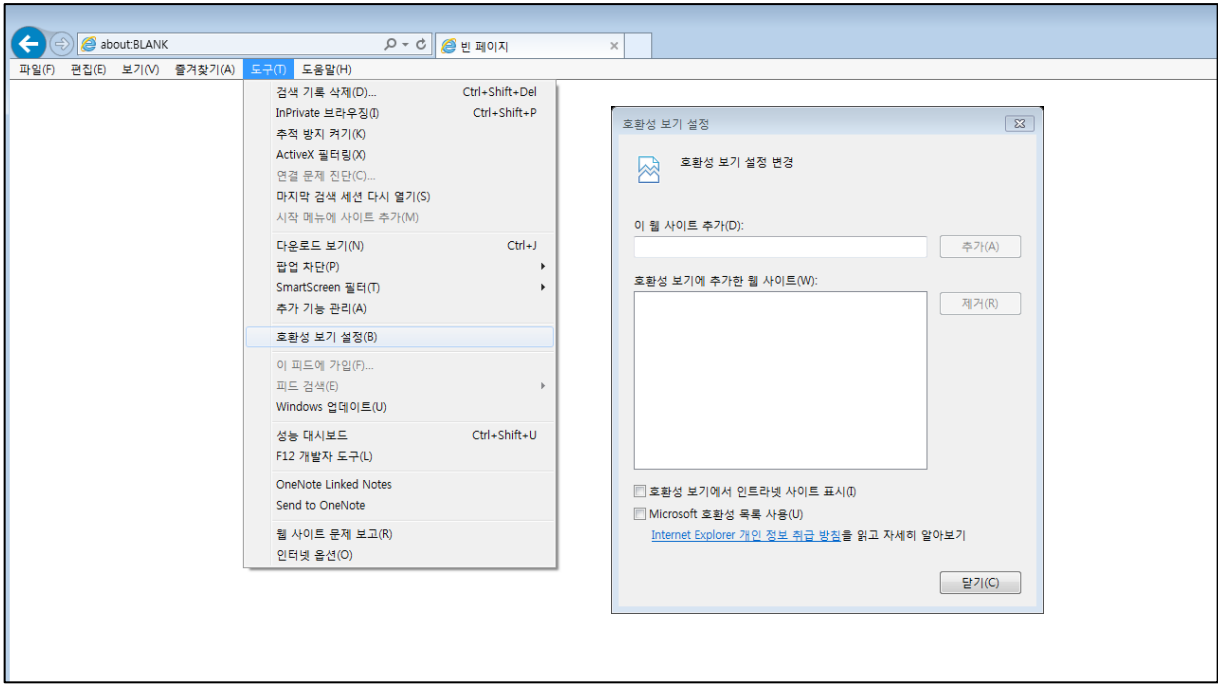 about:BLANK
빈 페이지
파일(F) 편집(E) 보기(V) 즐겨찾기(A) 도구(T) 도움말(H)
검색 기록 삭제(D)... Ctrl+Shift+Del
InPrivate 브라우징(I) Ctrl+Shift+P
추적 방지 켜기(K)
ActiveX 필터링(X)
연결 문제 진단(C)...
마지막 검색 세션 다시 열기(S)
시작 메뉴에 사이트 추가(M)
다운로드 보기(N) Ctrl+J
팝업 차단(P)
SmartScreen 필터(T)
추가 기능 관리(A)
호환성 보기 설정(B)
이 피드에 가입(F)...
피드 검색(E)
Windows 업데이트(U)
성능 대시보드 Ctrl+Shift+U
F12 개발자 도구(L)
OneNote Linked Notes
Send to OneNote
웹 사이트 문제 보고(R)
인터넷 옵션(O)
호환성 보기 설정
호환성 보기 설정 변경
이 웹 사이트 추가(D):
추가(A)
호환성 보기에 추가한 웹 사이트(W):
제거(R)
호환성 보기에서 인트라넷 사이트 표시(I)
Microsoft 호환성 목록 사용(U)
Internet Explorer 개인 정보 취급 방침을 읽고 자세히 알아보기
닫기(C)